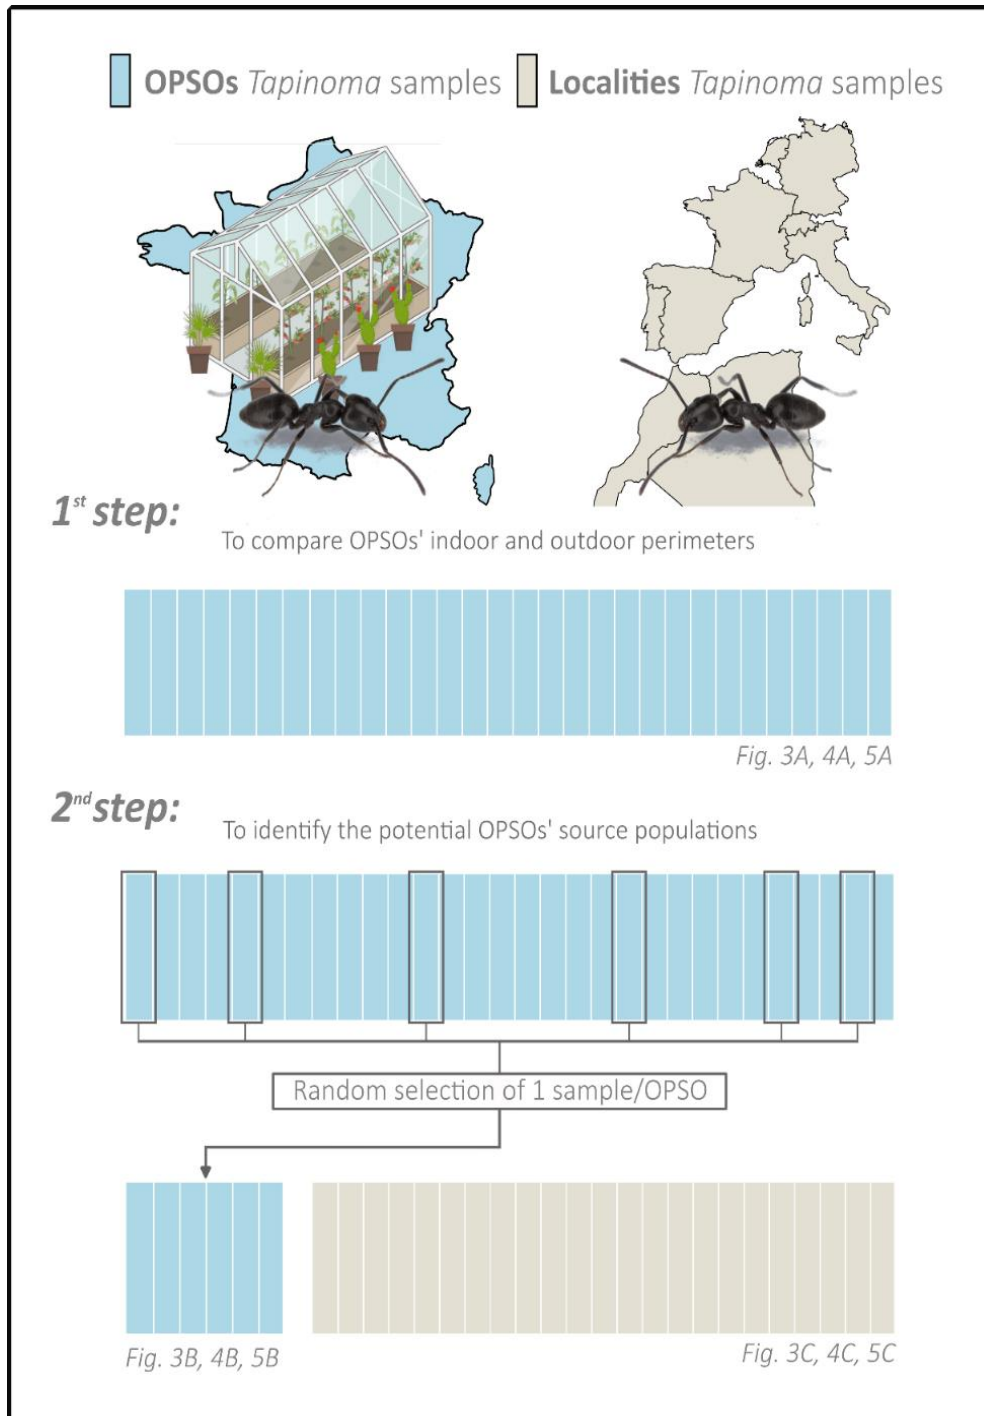 OPSOs Tapinoma samples
Localities Tapinoma samples
1st step:
To compare OPSOs' indoor and outdoor perimeters
Fig. 3A, 4A, 5A
2nd step:
To identify the potential OPSOs' source populations
Random selection of 1 sample/OPSO
Fig. 3B, 4B, 5B
Fig. 3C, 4C, 5C